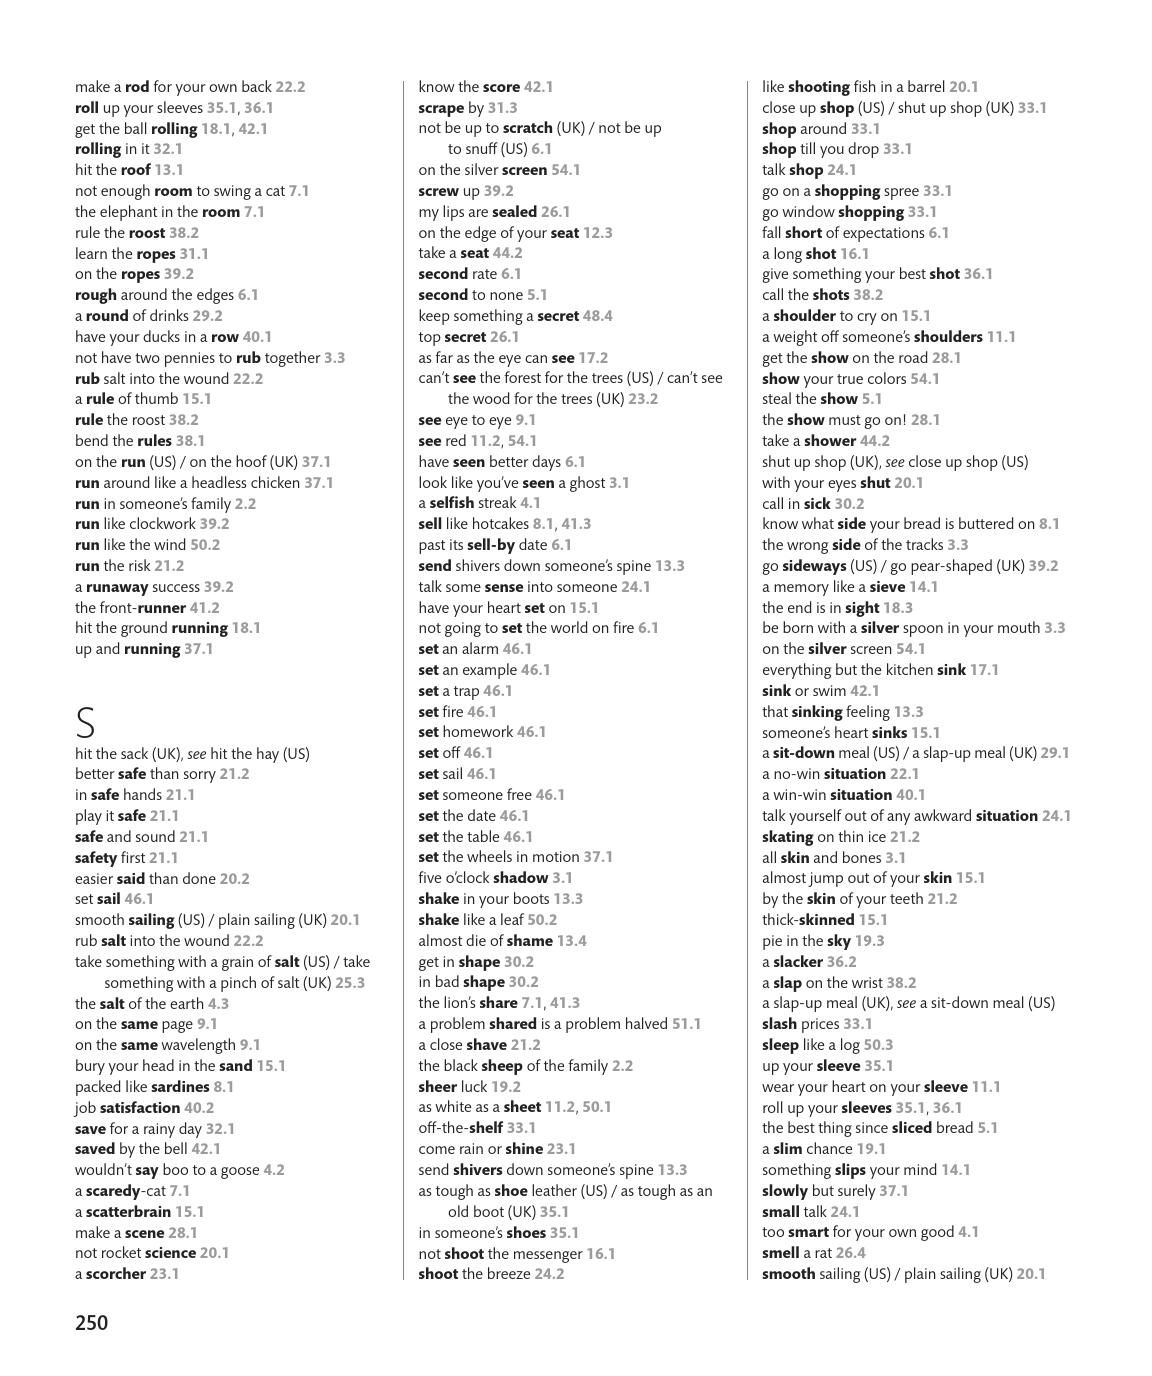 make a rod for your own back 22.2
roll up your sleeves 35.1, 36.1
get the ball rolling 18.1, 42.1
rolling in it 32.1
hit the roof 13.1
not enough room to swing a cat 7.1
the elephant in the room 7.1
rule the roost 38.2
learn the ropes 31.1
on the ropes 39.2
rough around the edges 6.1
a round of drinks 29.2
have your ducks in a row 40.1
not have two pennies to rub together 3.3
rub salt into the wound 22.2
a rule of thumb 15.1
rule the roost 38.2
bend the rules 38.1
on the run (US) / on the hoof (UK) 37.1
run around like a headless chicken 37.1
run in someone's family 2.2
run like clockwork 39.2
run like the wind 50.2
run the risk 21.2
a runaway success 39.2
the front-runner 41.2
hit the ground running 18.1
up and running 37.1
S
hit the sack (UK), see hit the hay (US)
better safe than sorry 21.2
in safe hands 21.1
play it safe 21.1
safe and sound 21.1
safety first 21.1
easier said than done 20.2
set sail 46.1
smooth sailing (US) / plain sailing (UK) 20.1
rub salt into the wound 22.2
take something with a grain of salt (US) / take
something with a pinch of salt (UK) 25.3
the salt of the earth 4.3
on the same page 9.1
on the same wavelength 9.1
bury your head in the sand 15.1
packed like sardines 8.1
job satisfaction 40.2
save for a rainy day 32.1
saved by the bell 42.1
wouldn't say boo to a goose 4.2
a scaredy-cat 7.1
a scatterbrain 15.1
make a scene 28.1
not rocket science 20.1
a scorcher 23.1
know the score 42.1
scrape by 31.3
not be up to scratch (UK) / not be up
to snuff (US) 6.1
on the silver screen 54.1
screw up 39.2
my lips are sealed 26.1
on the edge of your seat 12.3
take a seat 44.2
second rate 6.1
second to none 5.1
keep something a secret 48.4
top secret 26.1
as far as the eye can see 17.2
can't see the forest for the trees (US) / can't see
the wood for the trees (UK) 23.2
see eye to eye 9.1
see red 11.2, 54.1
have seen better days 6.1
look like you've seen a ghost 3.1
a selfish streak 4.1
sell like hotcakes 8.1, 41.3
past its sell-by date 6.1
send shivers down someone's spine 13.3
talk some sense into someone 24.1
have your heart set on 15.1
not going to set the world on fire 6.1
set an alarm 46.1
set an example 46.1
set a trap 46.1
set fire 46.1
set homework 46.1
set off 46.1
set sail 46.1
set someone free 46.1
set the date 46.1
set the table 46.1
set the wheels in motion 37.1
five o'clock shadow 3.1
shake in your boots 13.3
shake like a leaf 50.2
almost die of shame 13.4
get in shape 30.2
in bad shape 30.2
the lion's share 7.1, 41.3
a problem shared is a problem halved 51.1
a close shave 21.2
the black sheep of the family 2.2
sheer luck 19.2
as white as a sheet 11.2, 50.1
off-the-shelf 33.1
come rain or shine 23.1
send shivers down someone's spine 13.3
as tough as shoe leather (US) / as tough as an
old boot (UK) 35.1
in someone's shoes 35.1
not shoot the messenger 16.1
shoot the breeze 24.2
like shooting fish in a barrel 20.1
close up shop (US) / shut up shop (UK) 33.1
shop around 33.1
shop till you drop 33.1
talk shop 24.1
go on a shopping spree 33.1
go window shopping 33.1
fall short of expectations 6.1
a long shot 16.1
give something your best shot 36.1
call the shots 38.2
a shoulder to cry on 15.1
a weight off someone's shoulders 11.1
get the show on the road 28.1
show your true colors 54.1
steal the show 5.1
the show must go on! 28.1
take a shower 44.2
shut up shop (UK), see close up shop (US)
with your eyes shut 20.1
call in sick 30.2
know what side your bread is buttered on 8.1
the wrong side of the tracks 3.3
go sideways (US) / go pear-shaped (UK) 39.2
a memory like a sieve 14.1
the end is in sight 18.3
be born with a silver spoon in your mouth 3.3
on the silver screen 54.1
everything but the kitchen sink 17.1
sink or swim 42.1
that sinking feeling 13.3
someone's heart sinks 15.1
a sit-down meal (US) / a slap-up meal (UK) 29.1
a no-win situation 22.1
a win-win situation 40.1
talk yourself out of any awkward situation 24.1
skating on thin ice 21.2
all skin and bones 3.1
almost jump out of your skin 15.1
by the skin of your teeth 21.2
thick-skinned 15.1
pie in the sky 19.3
a slacker 36.2
a slap on the wrist 38.2
a slap-up meal (UK), see a sit-down meal (US)
slash prices 33.1
sleep like a log 50.3
up your sleeve 35.1
wear your heart on your sleeve 11.1
roll up your sleeves 35.1, 36.1
the best thing since sliced bread 5.1
a slim chance 19.1
something slips your mind 14.1
slowly but surely 37.1
small talk 24.1
too smart for your own good 4.1
smell a rat 26.4
smooth sailing (US) / plain sailing (UK) 20.1
250